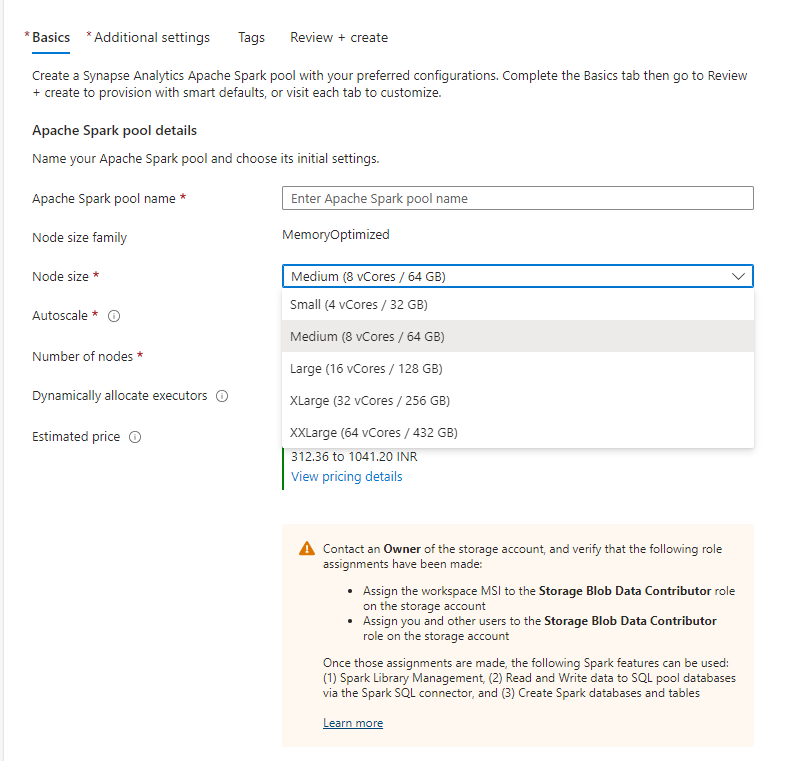 * Basics * Additional settings Tags Review + create
Create a Synapse Analytics Apache Spark pool with your preferred configurations. Complete the Basics tab then go to Review
+ create to provision with smart defaults, or visit each tab to customize.
Apache Spark pool details
Name your Apache Spark pool and choose its initial settings.
Apache Spark pool name * Enter Apache Spark pool name
Node size family MemoryOptimized
Node size * Medium (8 vCores / 64 GB)
Small (4 vCores / 32 GB)
Autoscale *
Medium (8 vCores / 64 GB)
Number of nodes *
Large (16 vCores / 128 GB)
Dynamically allocate executors
XLarge (32 vCores / 256 GB)
Estimated price
XXLarge (64 vCores / 432 GB)
312.36 to 1041.20 INR
View pricing details
Contact an Owner of the storage account, and verify that the following role
assignments have been made:
• Assign the workspace MSI to the Storage Blob Data Contributor role
on the storage account
• Assign you and other users to the Storage Blob Data Contributor
role on the storage account
Once those assignments are made, the following Spark features can be used:
(1) Spark Library Management, (2) Read and Write data to SQL pool databases
via the Spark SQL connector, and (3) Create Spark databases and tables
Learn more